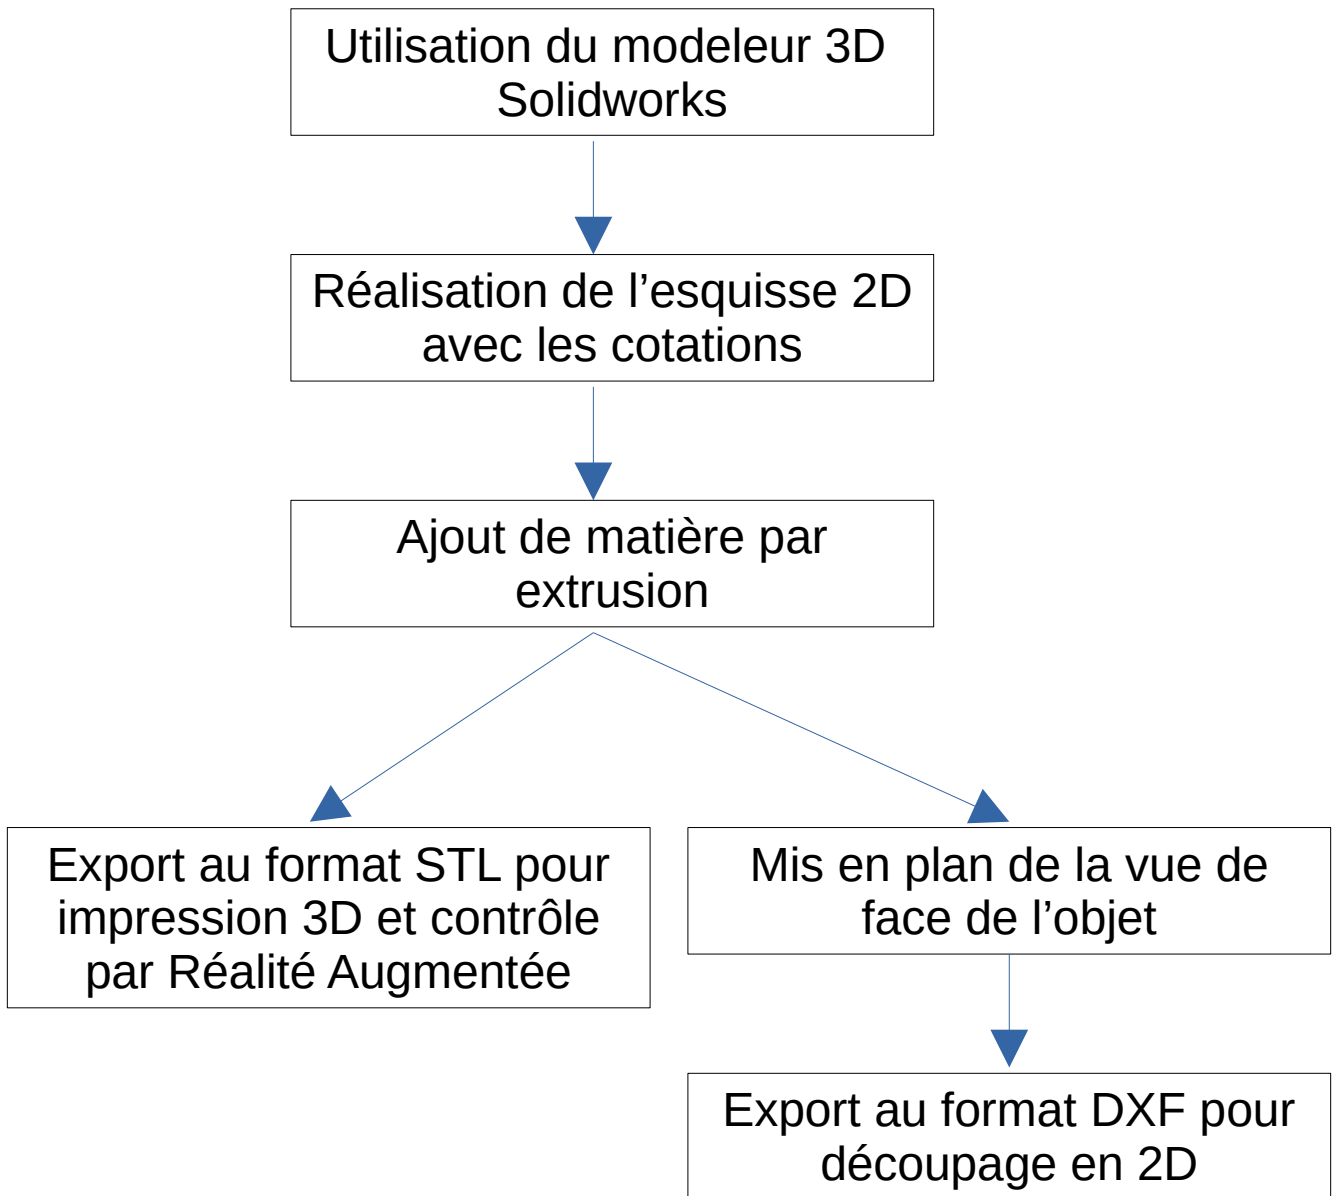 Utilisation du modeleur 3D
Solidworks
Réalisation de l’esquisse 2D
avec les cotations
Ajout de matière par
extrusion
Export au format STL pour
impression 3D et contrôle
par Réalité Augmentée
Mis en plan de la vue de
face de l’objet
Export au format DXF pour
découpage en 2D